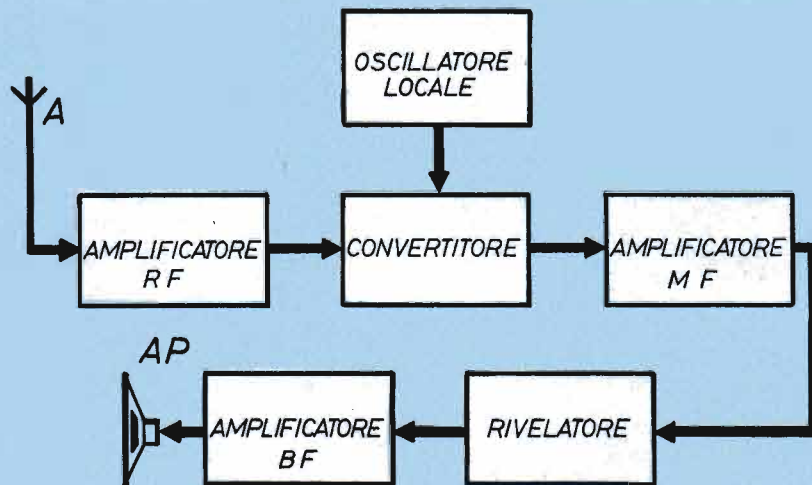 OSCILLATORE
LOCALE
A
AMPLIFICATORE
RF
CONVERTITORE
AMPLIFICATORE
MF
AP
AMPLIFICATORE
BF
RIVELATORE